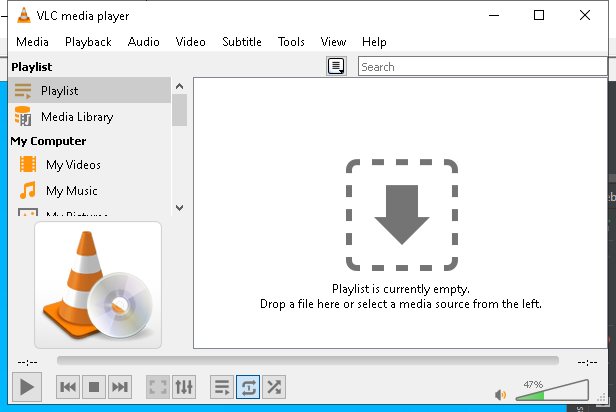 VLC media player
Media Playback Audio Video Subtitle Tools View Help
Playlist
Search
Playlist
Media Library
My Computer
My Videos
My Music
My Pictures
Playlist is currently empty.
Drop a file here or select a media source from the left.
--:-- --:--
47%